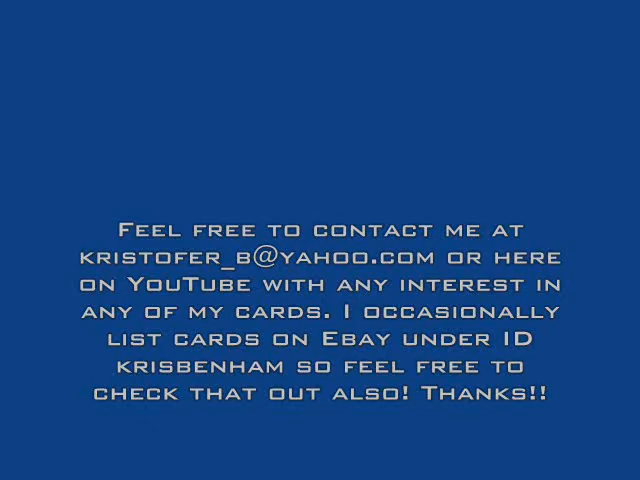 Feel free to contact me at
kristofer_b@yahoo.com or here
on YouTube with any interest in
any of my cards. I occasionally
list cards on Ebay under ID
krisbenham so feel free to
check that out also! Thanks!!